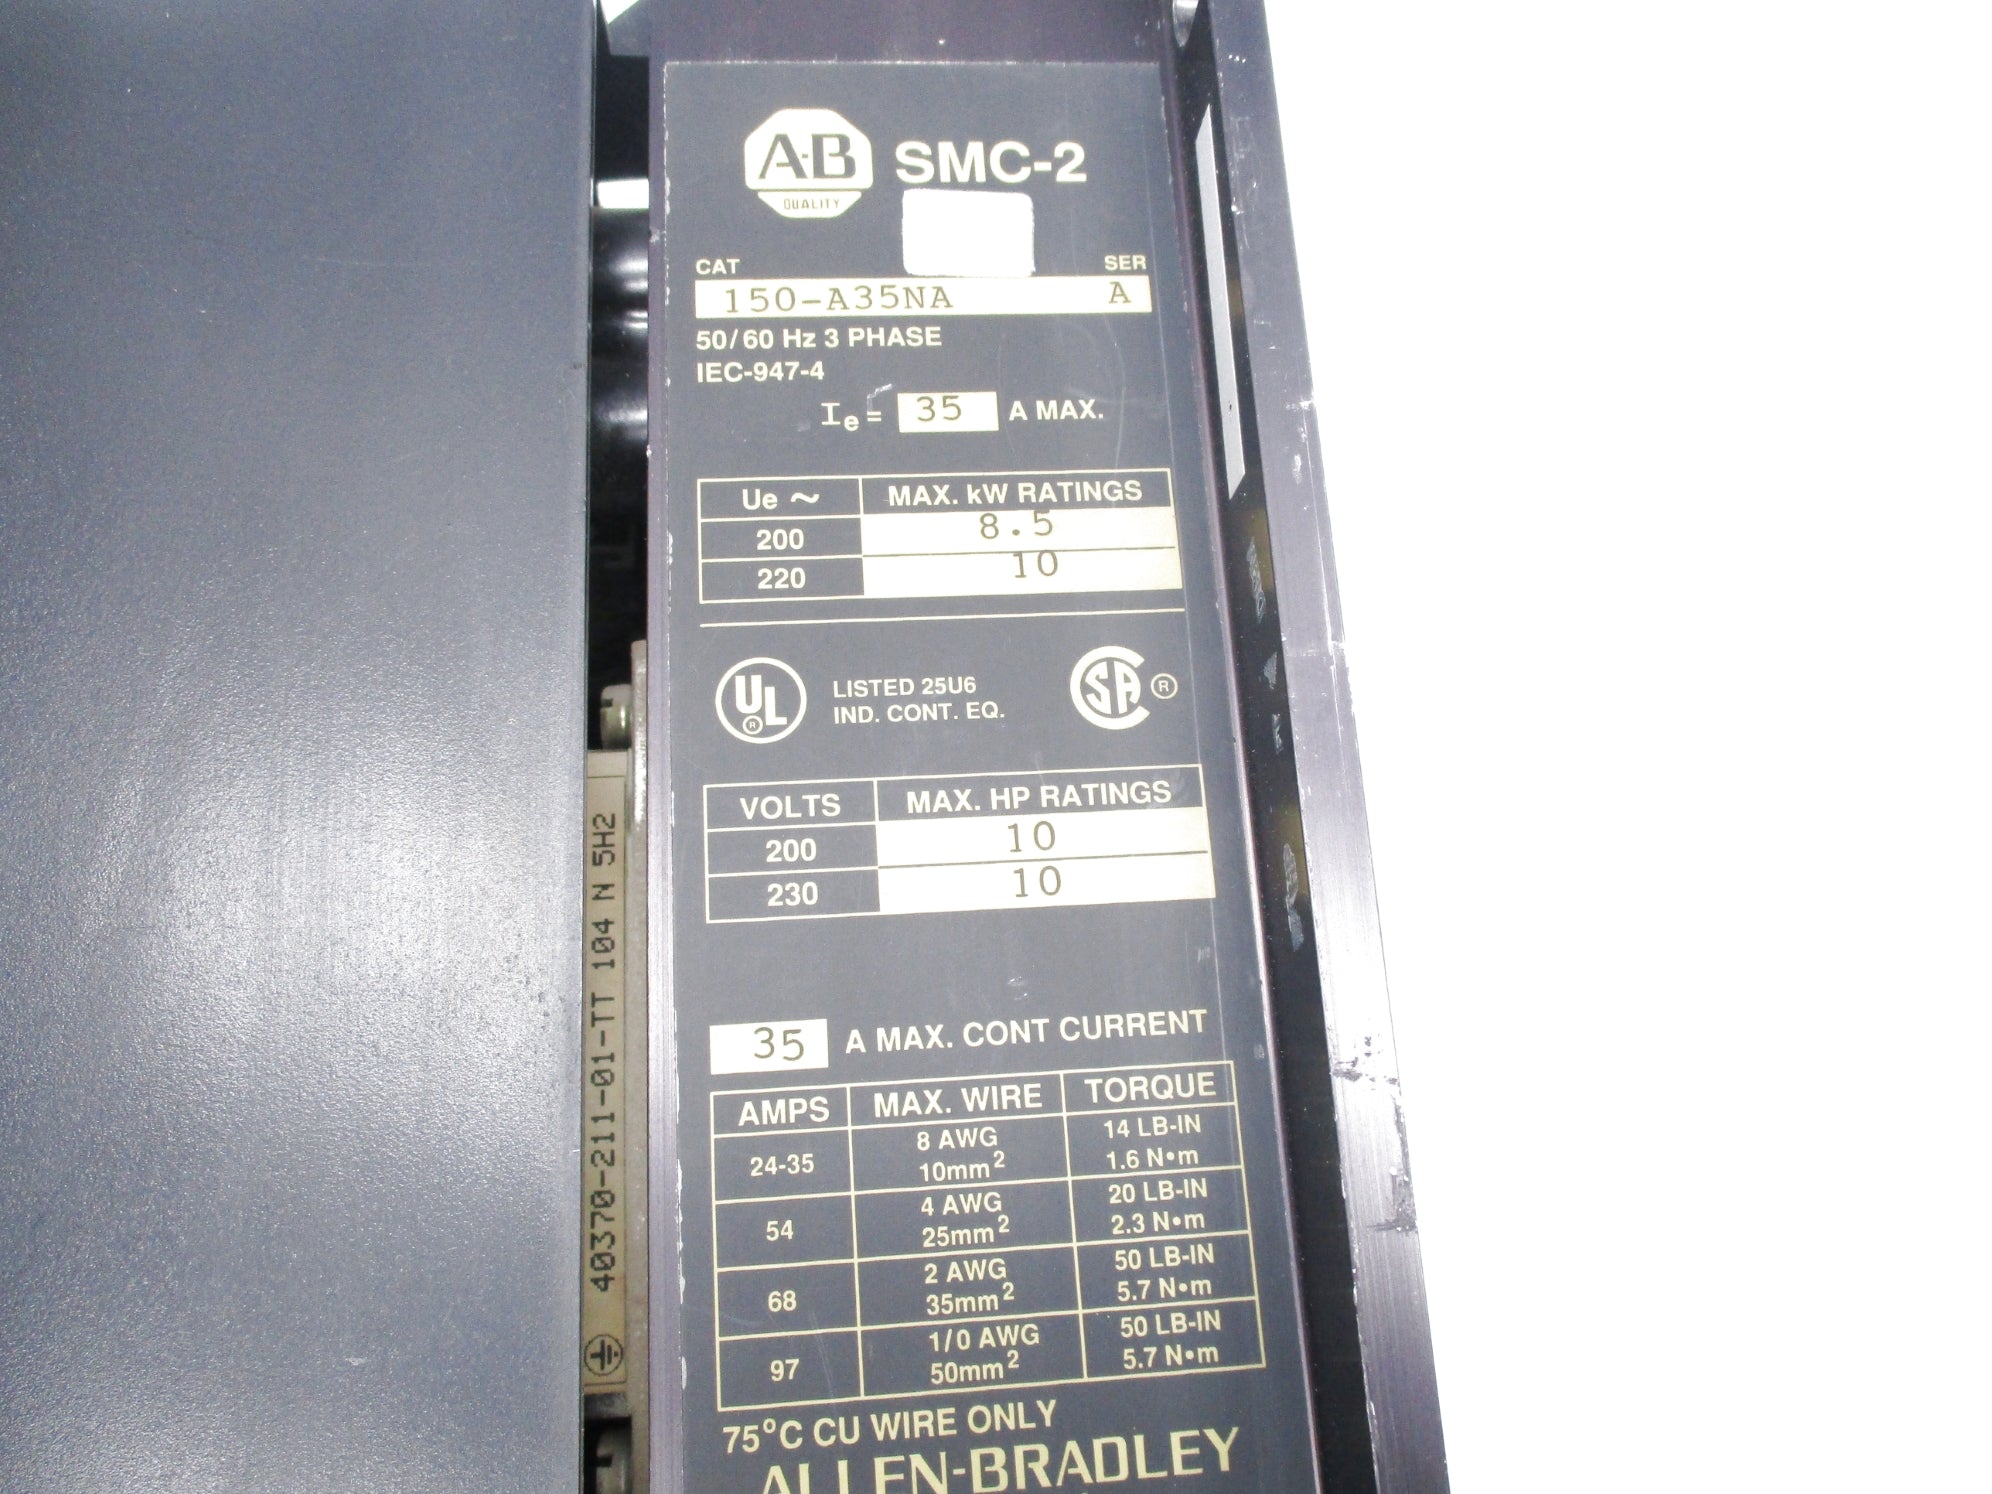 A-B
QUALITY
SMC-2
CAT SER
150-A35NA A
50/60 Hz 3 PHASE
IEC-947-4
Ie = 35 A MAX.
Ue ~ MAX. kW RATINGS
200 8.5
220 10
UL
®
LISTED 25U6
IND. CONT. EQ.
SA ®
VOLTS MAX. HP RATINGS
200 10
230 10
35 A MAX. CONT CURRENT
AMPS MAX. WIRE TORQUE
24-35 8 AWG 14 LB-IN
10mm² 1.6 N•m
54 4 AWG 20 LB-IN
25mm² 2.3 N•m
68 2 AWG 50 LB-IN
35mm² 5.7 N•m
97 1/0 AWG 50 LB-IN
50mm² 5.7 N•m
75°C CU WIRE ONLY
ALLEN-BRADLEY
40370-211-01-TT 104 N 5H2